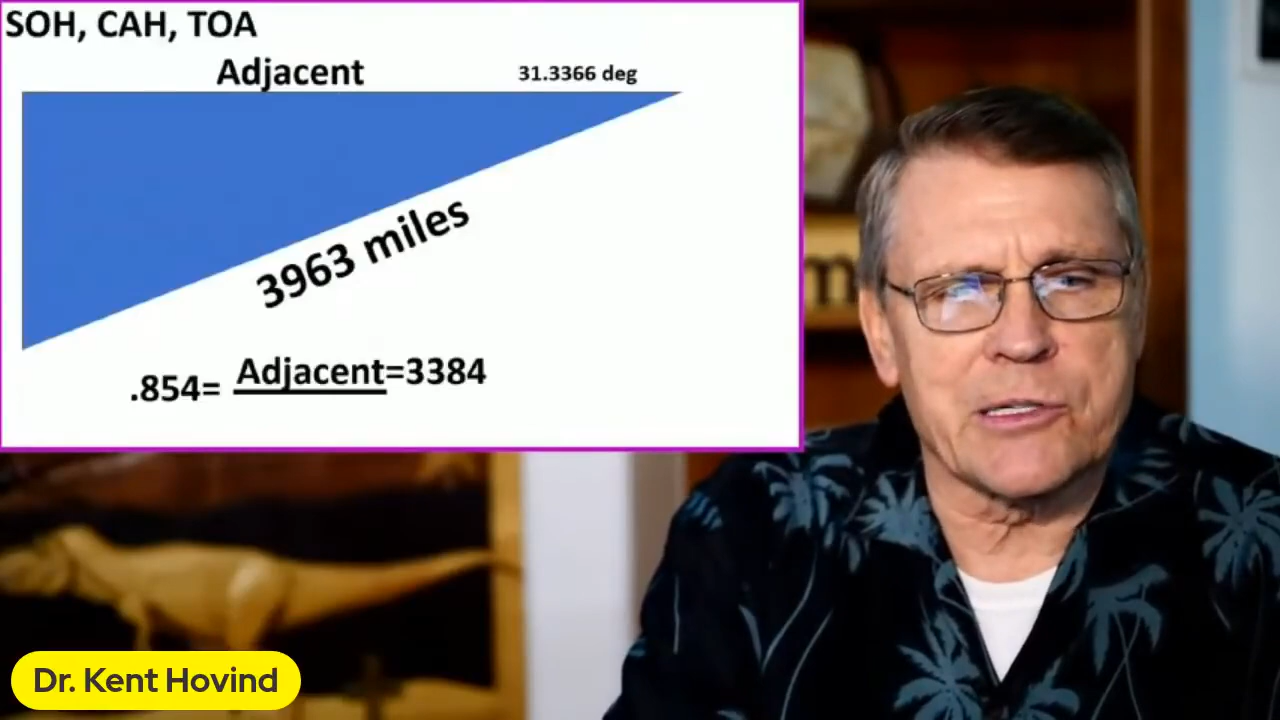 SOH, CAH, TOA
Adjacent
31.3366 deg
3963 miles
.854= Adjacent=3384
m
Dr. Kent Hovind